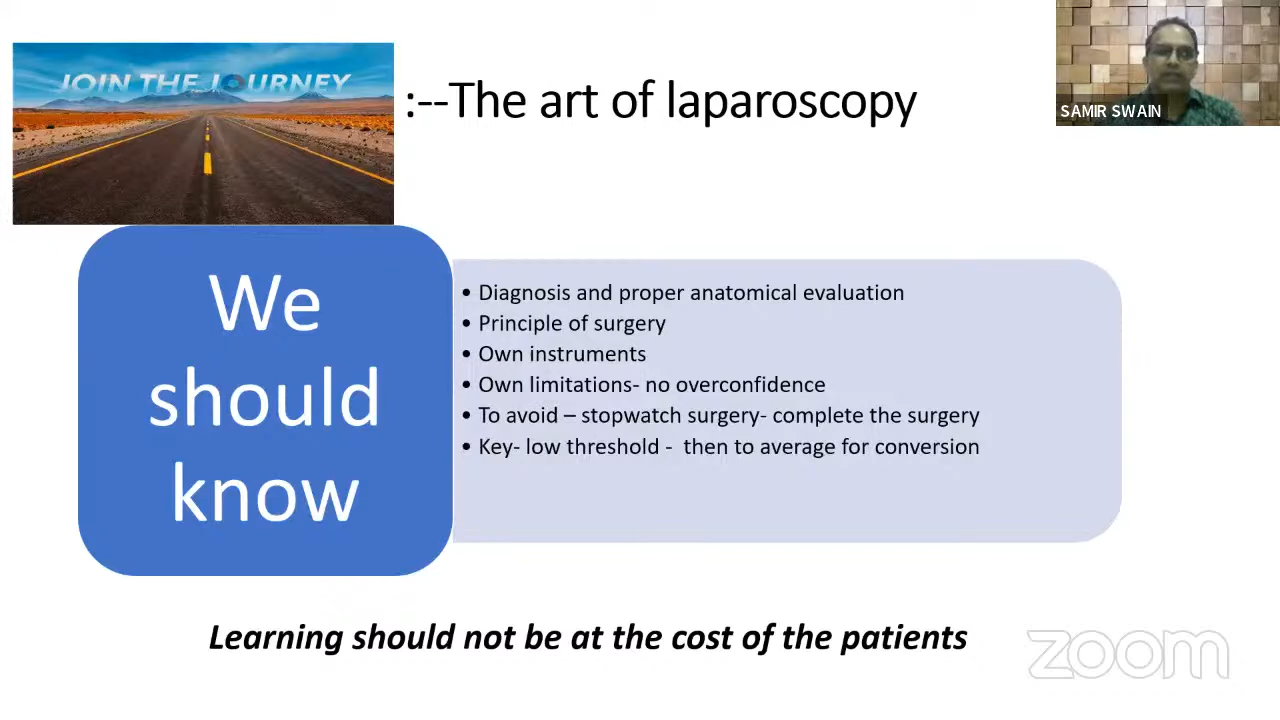 JOIN THE JOURNEY
:--The art of laparoscopy
SAMIR SWAIN
We
should
know
• Diagnosis and proper anatomical evaluation
• Principle of surgery
• Own instruments
• Own limitations- no overconfidence
• To avoid – stopwatch surgery- complete the surgery
• Key- low threshold -  then to average for conversion
Learning should not be at the cost of the patients
zoom